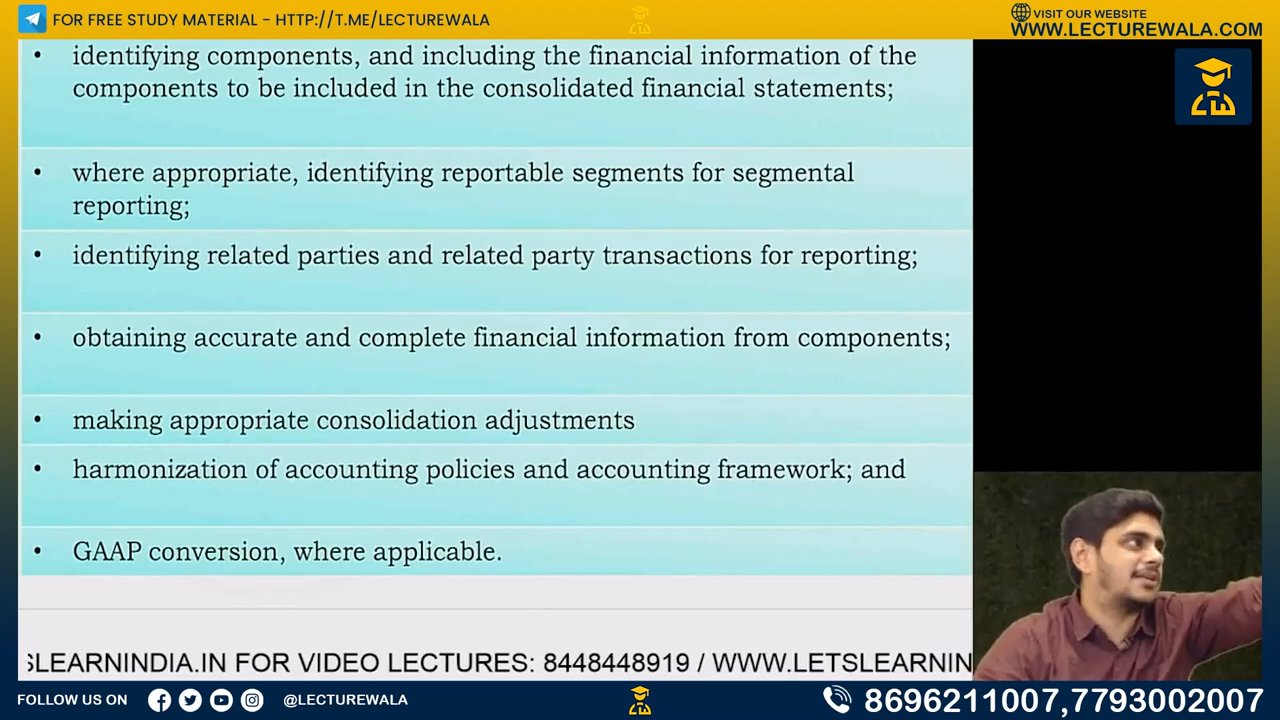 FOR FREE STUDY MATERIAL - HTTP://T.ME/LECTUREWALA
VISIT OUR WEBSITE
WWW.LECTUREWALA.COM
• identifying components, and including the financial information of the
components to be included in the consolidated financial statements;
• where appropriate, identifying reportable segments for segmental
reporting;
• identifying related parties and related party transactions for reporting;
• obtaining accurate and complete financial information from components;
• making appropriate consolidation adjustments
• harmonization of accounting policies and accounting framework; and
• GAAP conversion, where applicable.
SLEARNINDIA.IN FOR VIDEO LECTURES: 8448448919 / WWW.LETSLEARNIN
FOLLOW US ON
@LECTUREWALA
8696211007,7793002007